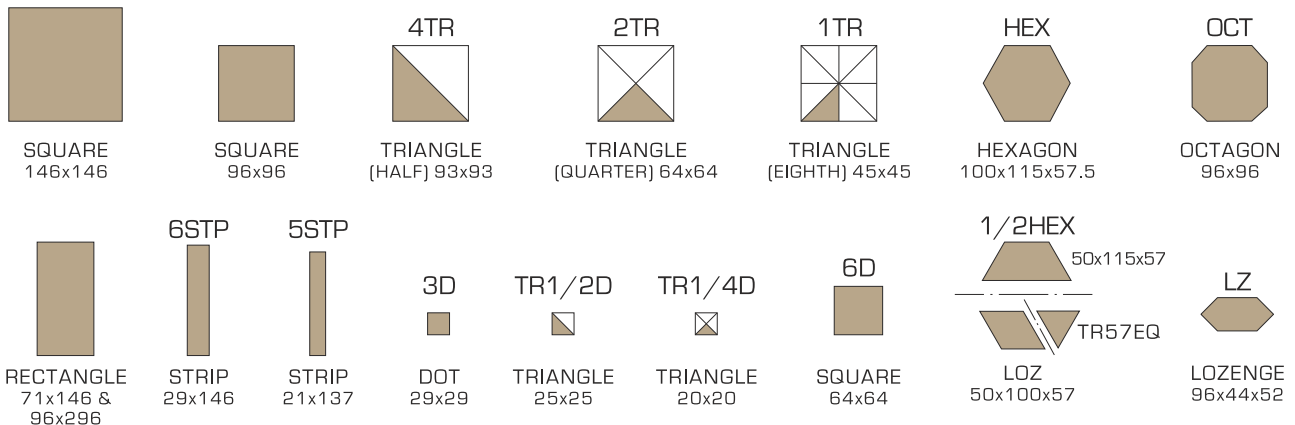 4TR
2TR
1TR
HEX
OCT
SQUARE
146x146
SQUARE
96x96
TRIANGLE
(HALF) 93x93
TRIANGLE
(QUARTER) 64x64
TRIANGLE
(EIGHTH) 45x45
HEXAGON
100x115x57.5
OCTAGON
96x96
6STP
5STP
3D
TR1/2D
TR1/4D
6D
1/2HEX
50x115x57
TR57EQ
LZ
RECTANGLE
71x146 &
96x296
STRIP
29x146
STRIP
21x137
DOT
29x29
TRIANGLE
25x25
TRIANGLE
20x20
SQUARE
64x64
LOZ
50x100x57
LOZENGE
96x44x52